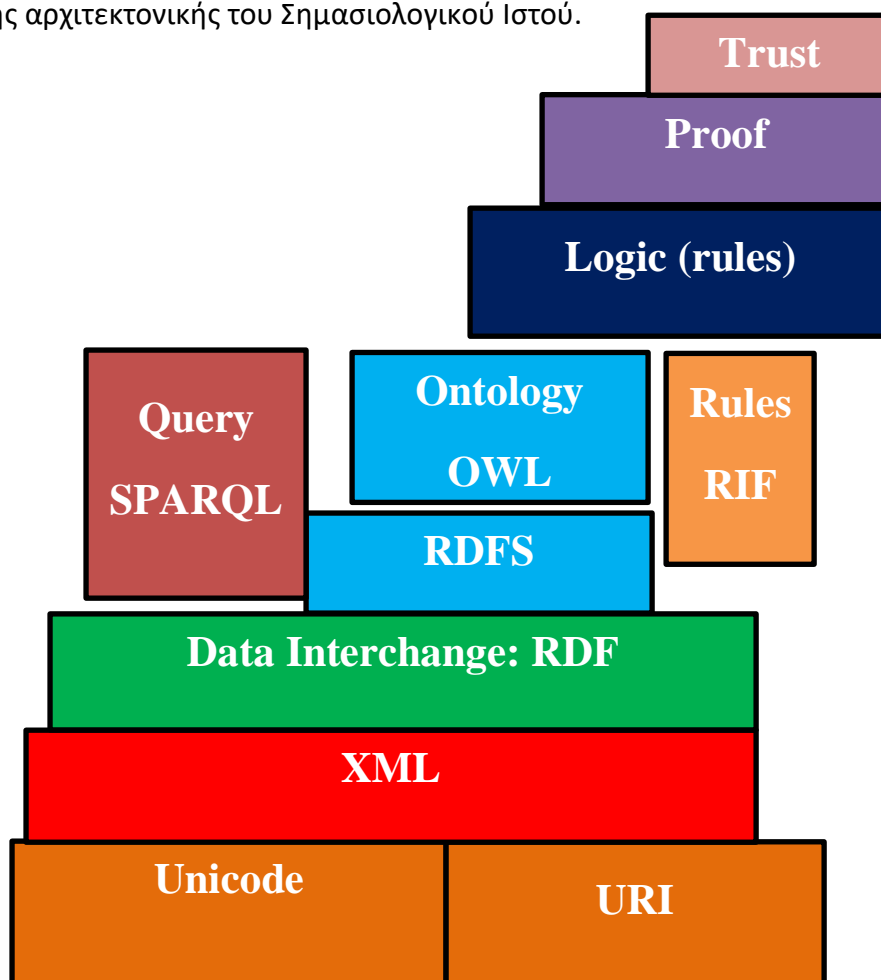 ης αρχιτεκτονικής του Σημασιολογικού Ιστού.
Trust
Proof
Logic (rules)
Query
SPARQL
Ontology
OWL
Rules
RIF
RDFS
Data Interchange: RDF
XML
Unicode
URI